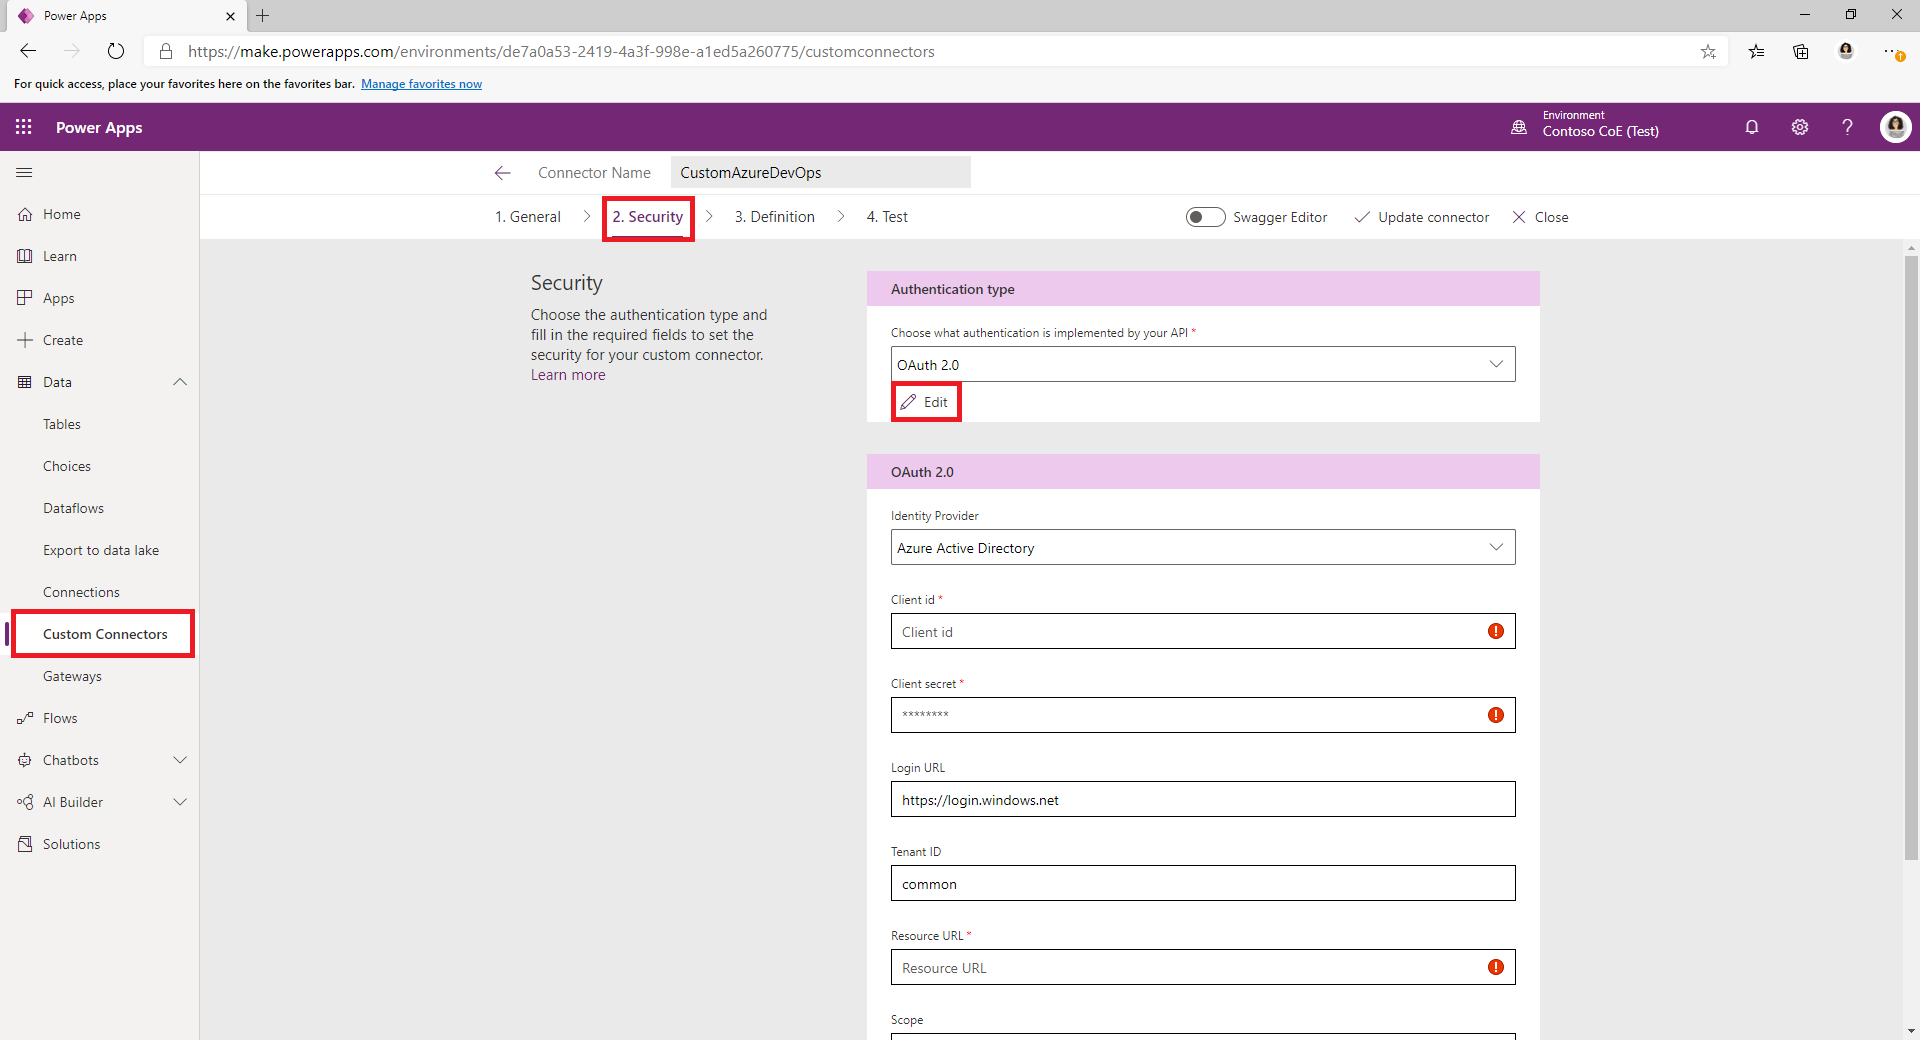 Power Apps
https://make.powerapps.com/environments/de7a0a53-2419-4a3f-998e-a1ed5a260775/customconnectors
For quick access, place your favorites here on the favorites bar. Manage favorites now
Power Apps
Environment
Contoso CoE (Test)
Connector Name CustomAzureDevOps
1. General 2. Security 3. Definition 4. Test Swagger Editor Update connector Close
Home
Learn
Apps
Create
Data
Tables
Choices
Dataflows
Export to data lake
Connections
Custom Connectors
Gateways
Flows
Chatbots
AI Builder
Solutions
Security
Choose the authentication type and
fill in the required fields to set the
security for your custom connector.
Learn more
Authentication type
Choose what authentication is implemented by your API *
OAuth 2.0
Edit
OAuth 2.0
Identity Provider
Azure Active Directory
Client id *
Client id
Client secret *
********
Login URL
https://login.windows.net
Tenant ID
common
Resource URL *
Resource URL
Scope